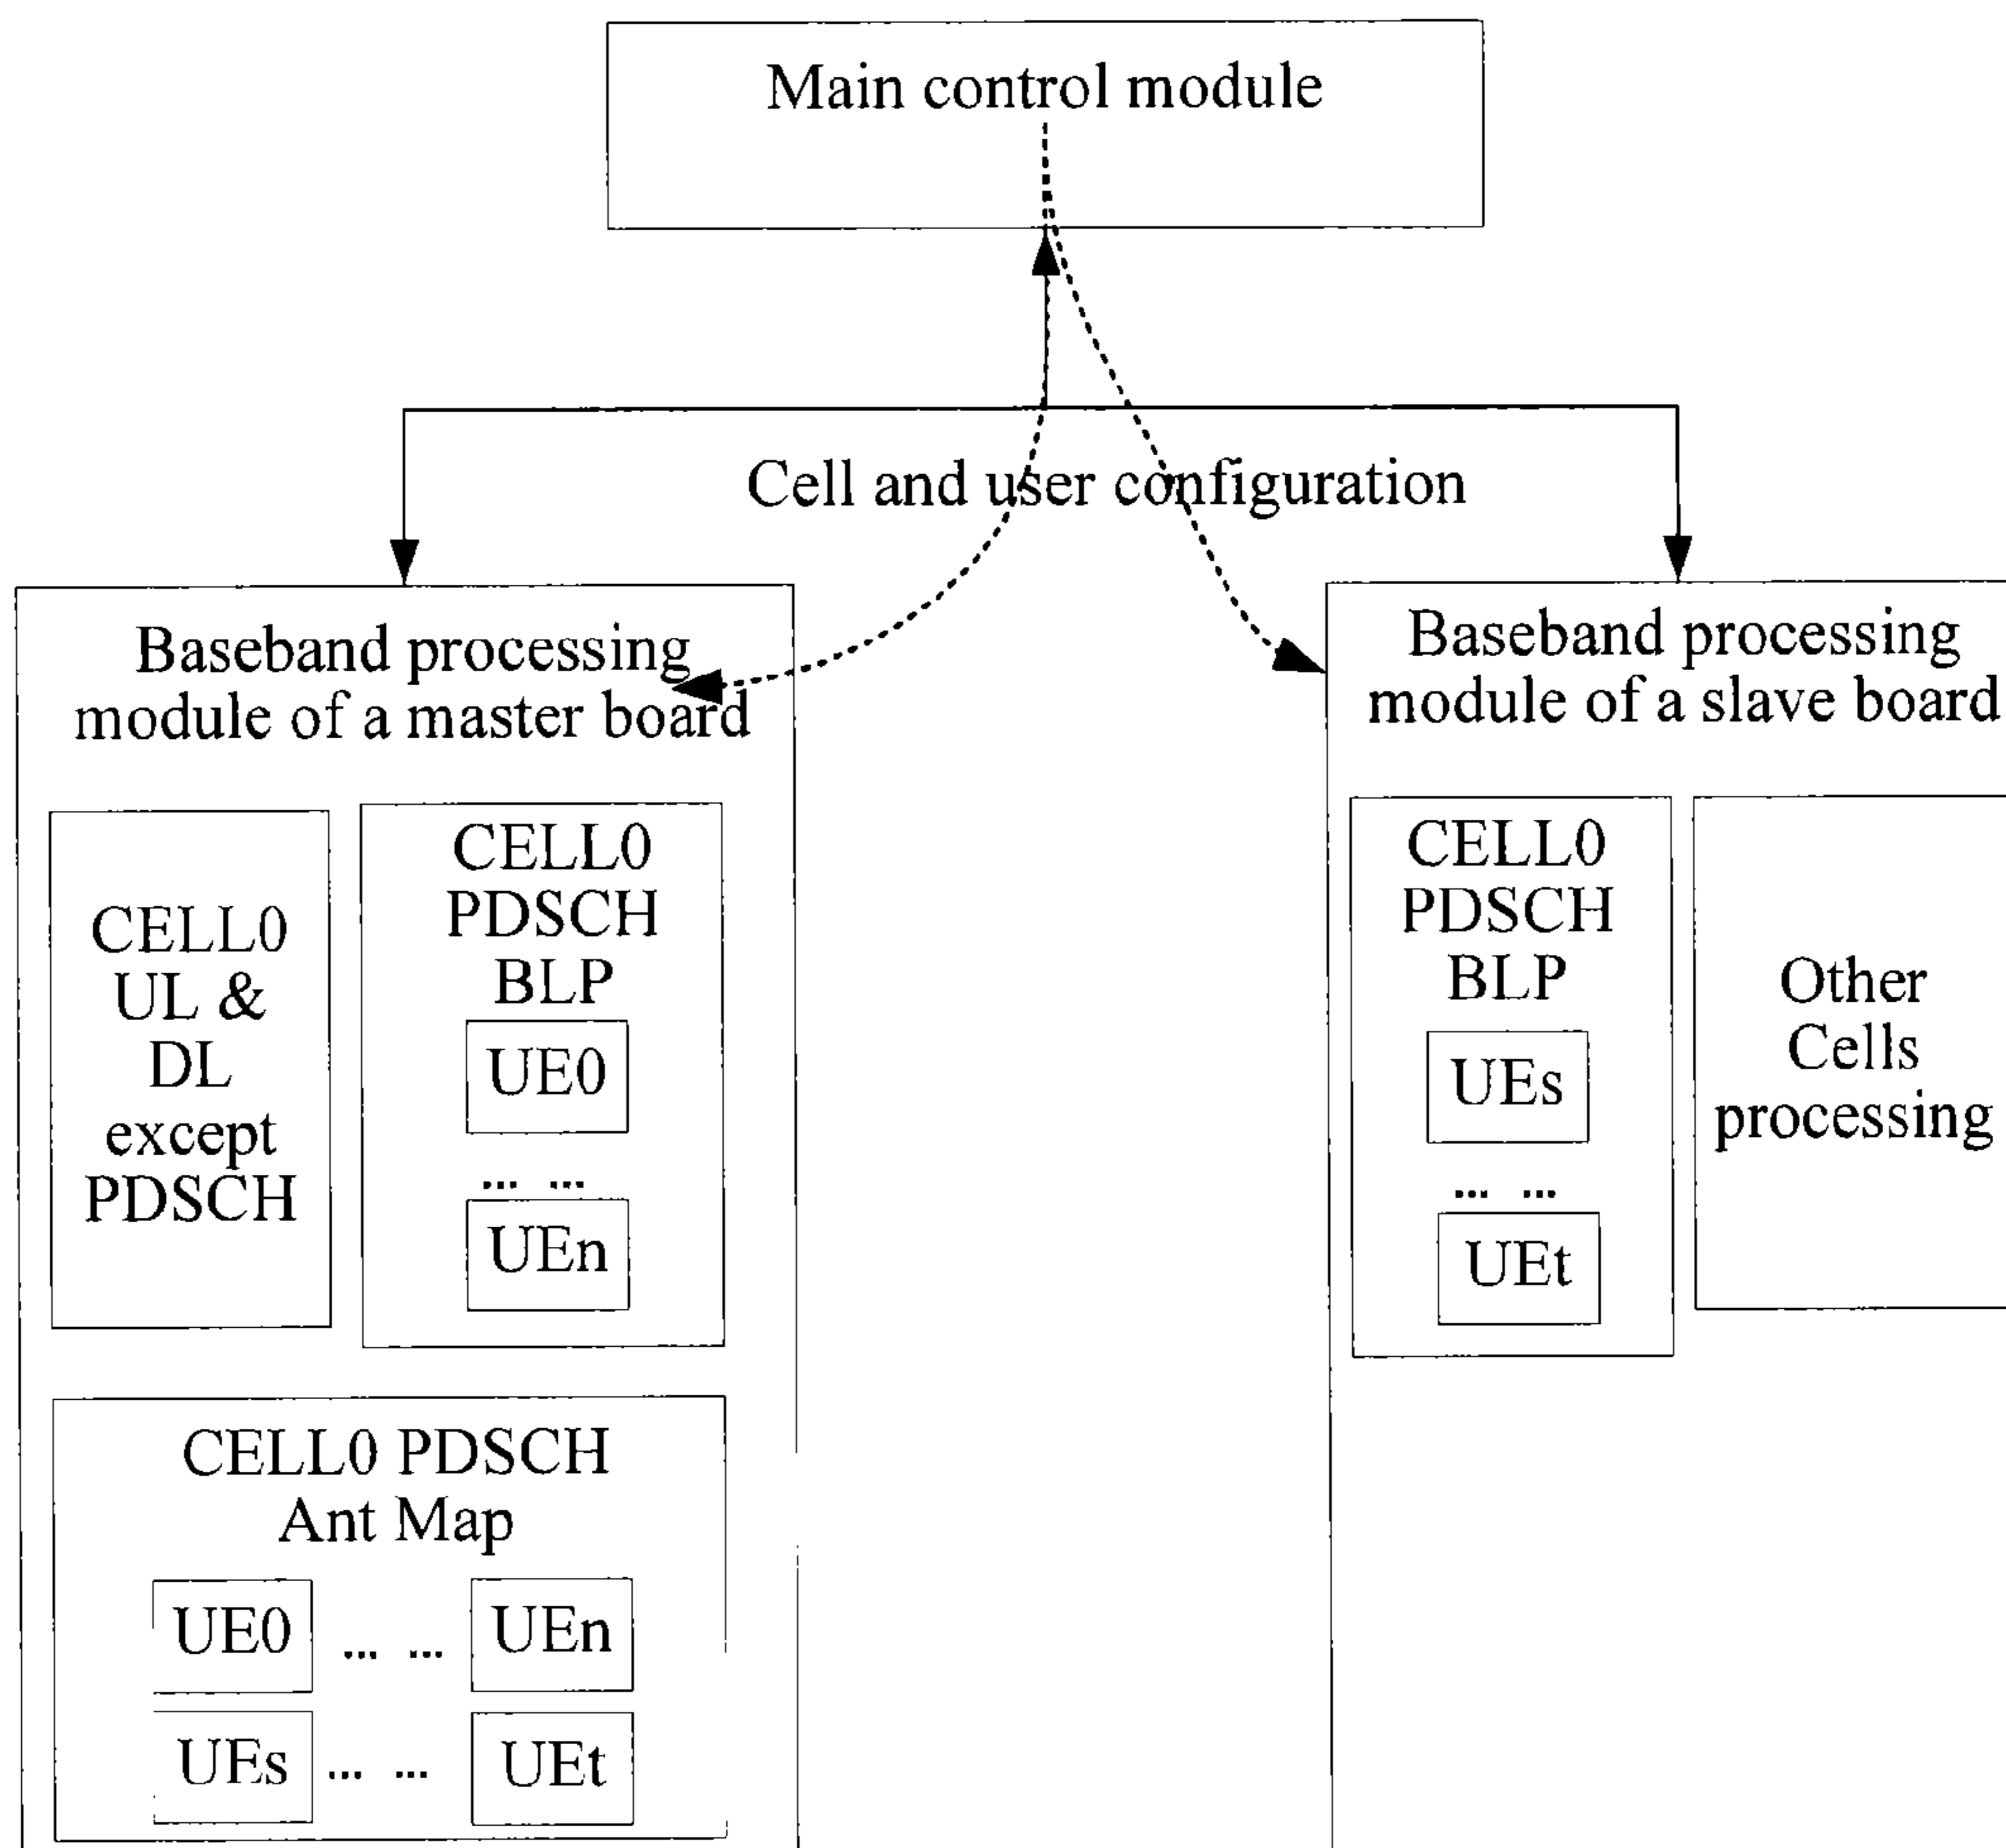 Main control module
Cell and user configuration
Baseband processing
module of a master board
CELL0
UL &
DL
except
PDSCH
CELL0
PDSCH
BLP
UE0
... ...
UEn
CELL0 PDSCH
Ant Map
UE0 ... ... UEn
UEs ... ... UEt
Baseband processing
module of a slave board
CELL0
PDSCH
BLP
UEs
... ...
UEt
Other
Cells
processing